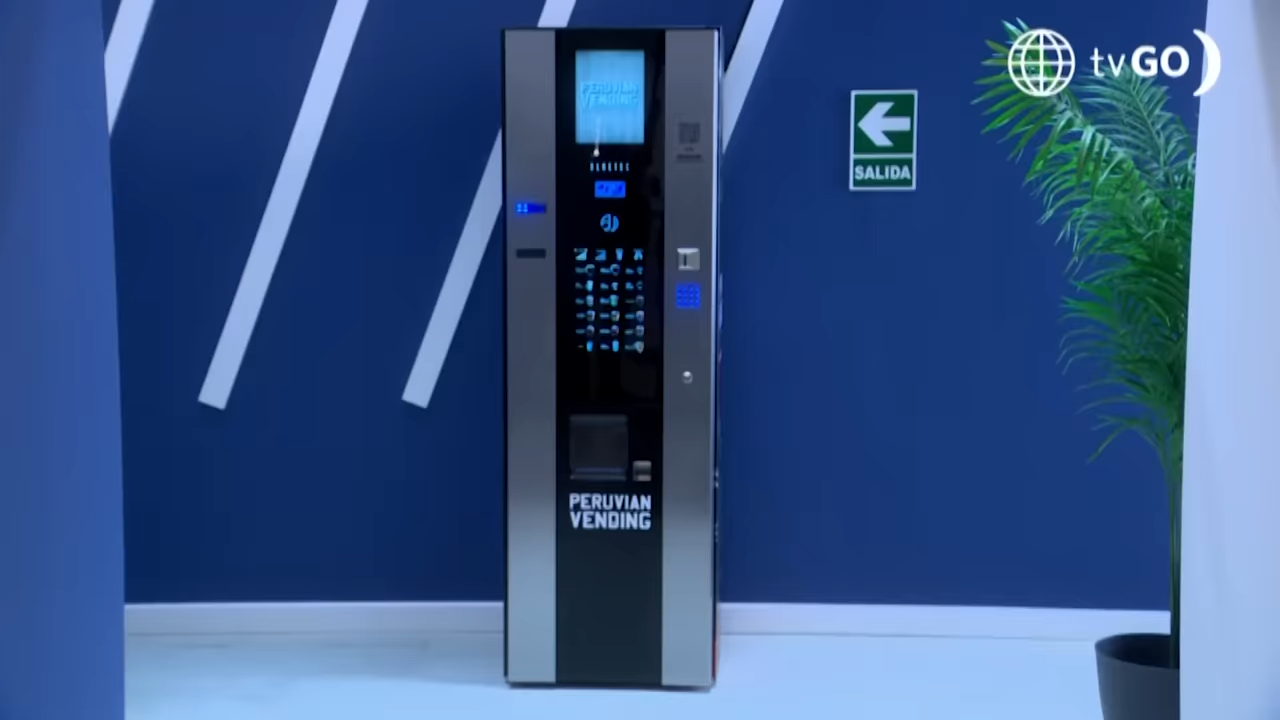 PERUVIAN
VENDING
tvGO
SALIDA
PERUVIAN
VENDING